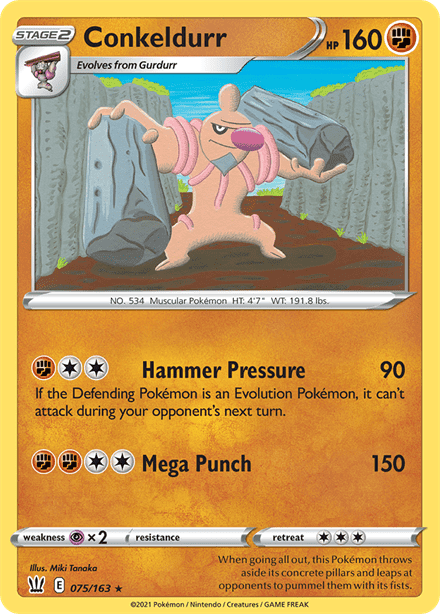 STAGE2 Conkeldurr HP 160
Evolves from Gurdurr
NO. 534 Muscular Pokémon HT: 4'7" WT: 191.8 lbs.
Hammer Pressure 90
If the Defending Pokémon is an Evolution Pokémon, it can't
attack during your opponent's next turn.
Mega Punch 150
weakness ×2 resistance retreat
Illus. Miki Tanaka
When going all out, this Pokémon throws
aside its concrete pillars and leaps at
opponents to pummel them with its fists.
E 075/163 ★
©2021 Pokémon / Nintendo / Creatures / GAME FREAK